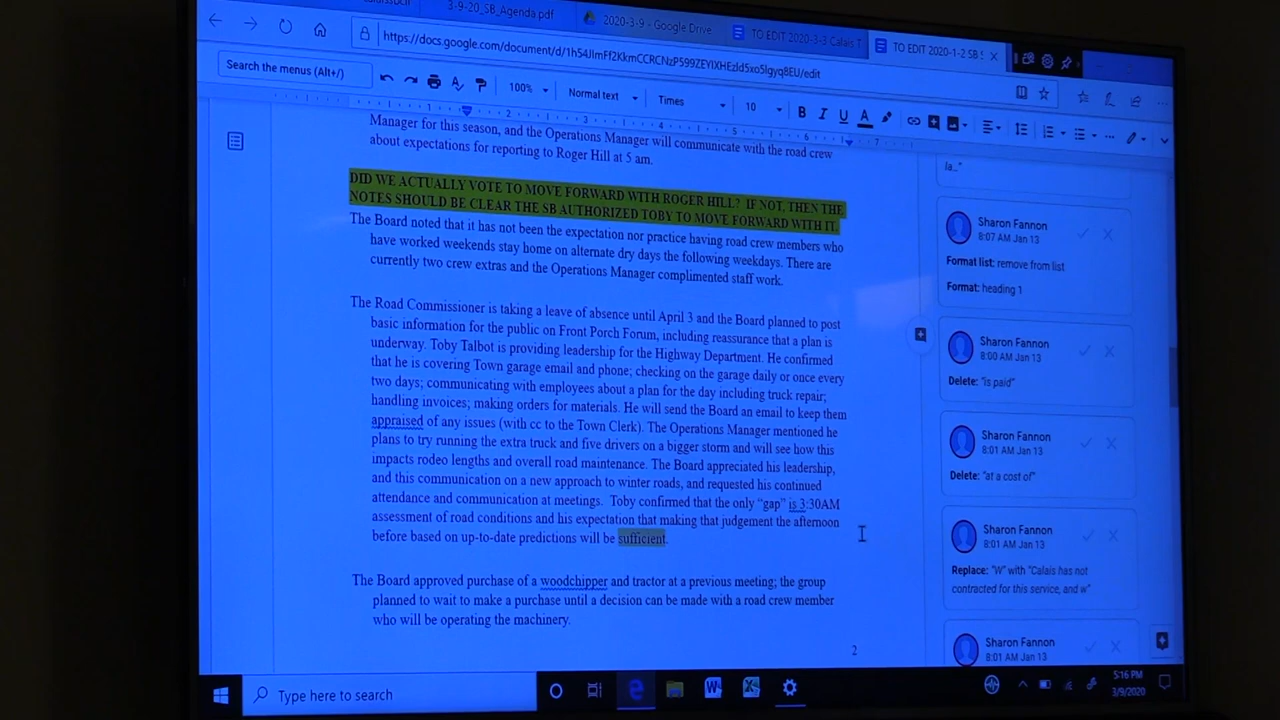 3-9-20_SB_Agenda.pdf
2020-3-9 - Google Drive
TO EDIT 2020-3-3 Calais T
TO EDIT 2020-1-2 SB
https://docs.google.com/document/d/
/edit
Search the menus (Alt+/)
100%
Normal text
Times
10
B I U A
1 2 3 4 5 6 7
Manager for this season, and the Operations Manager will communicate with the road crew
about expectations for reporting to Roger Hill at 5 am.
DID WE ACTUALLY VOTE TO MOVE FORWARD WITH ROGER HILL? IF NOT, THEN THE
NOTES SHOULD BE CLEAR THE SB AUTHORIZED TOBY TO MOVE FORWARD WITH IT.
The Board noted that it has not been the expectation nor practice having road crew members who
have worked weekends stay home on alternate dry days the following weekdays. There are
currently two crew extras and the Operations Manager complimented staff work.
The Road Commissioner is taking a leave of absence until April 3 and the Board planned to post
basic information for the public on Front Porch Forum, including reassurance that a plan is
underway. Toby Talbot is providing leadership for the Highway Department. He confirmed
that he is covering Town garage email and phone; checking on the garage daily or once every
two days; communicating with employees about a plan for the day including truck repair;
handling invoices; making orders for materials. He will send the Board an email to keep them
appraised of any issues (with cc to the Town Clerk). The Operations Manager mentioned he
plans to try running the extra truck and five drivers on a bigger storm and will see how this
impacts rodeo lengths and overall road maintenance. The Board appreciated his leadership,
and this communication on a new approach to winter roads, and requested his continued
attendance and communication at meetings. Toby confirmed that the only “gap” is 3:30AM
assessment of road conditions and his expectation that making that judgement the afternoon
before based on up-to-date predictions will be sufficient.
The Board approved purchase of a woodchipper and tractor at a previous meeting; the group
planned to wait to make a purchase until a decision can be made with a road crew member
who will be operating the machinery.
2
la_"
Sharon Fannon
8:07 AM Jan 13
Format list: remove from list
Format: heading 1
Sharon Fannon
8:00 AM Jan 13
Delete: "is paid"
Sharon Fannon
8:01 AM Jan 13
Delete: "at a cost of"
Sharon Fannon
8:01 AM Jan 13
Replace: "W" with "Calais has not
contracted for this service, and w"
Sharon Fannon
8:01 AM Jan 13
Type here to search
5:16 PM
3/9/2020